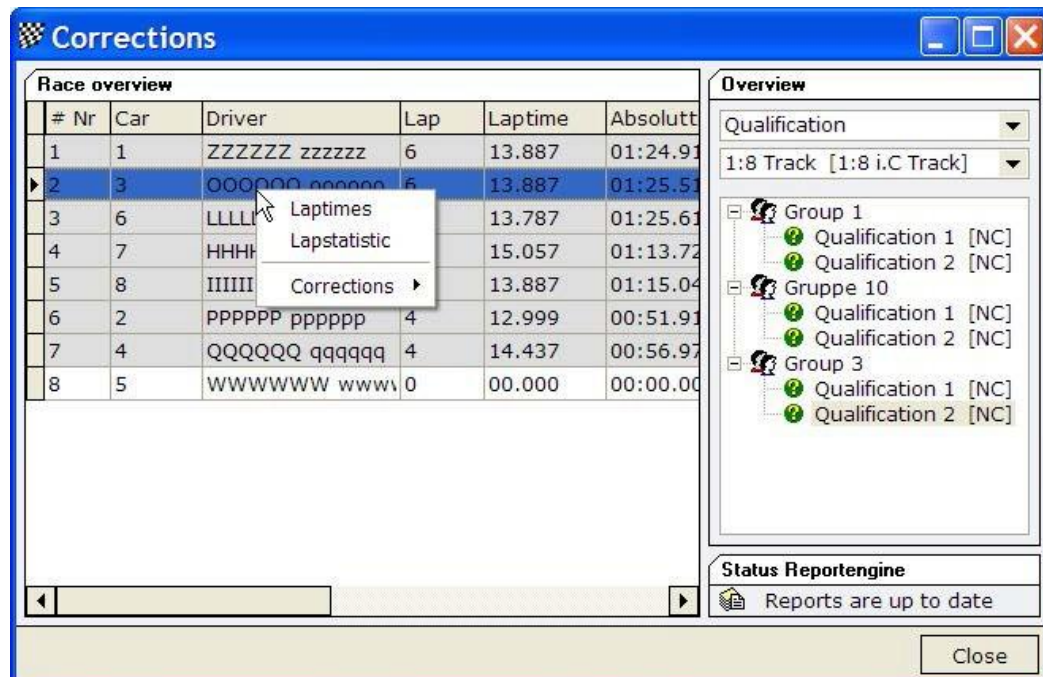 Corrections
Race overview
# Nr Car Driver Lap Laptime Absolutt
1 1 ZZZZZZ zzzzzz 6 13.887 01:24.91
2 3 OOOOOO oooooo 6 13.887 01:25.51
3 6 13.787 01:25.61
4 7 15.057 01:13.72
5 8 IIIIII 13.887 01:15.04
6 2 PPPPPP pppppp 4 12.999 00:51.91
7 4 QQQQQQ qqqqqq 4 14.437 00:56.97
8 5 WWWWWW 0 00.000 00:00.00
Laptimes
Lapstatistic
Corrections
Overview
Qualification
1:8 Track [1:8 i.C Track]
Group 1
Qualification 1 [NC]
Qualification 2 [NC]
Gruppe 10
Qualification 1 [NC]
Qualification 2 [NC]
Group 3
Qualification 1 [NC]
Qualification 2 [NC]
Status Reportengine
Reports are up to date
Close